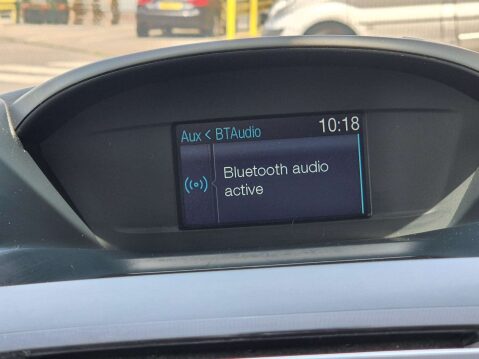 Aux < BTAudio 10:18
Bluetooth audio
active